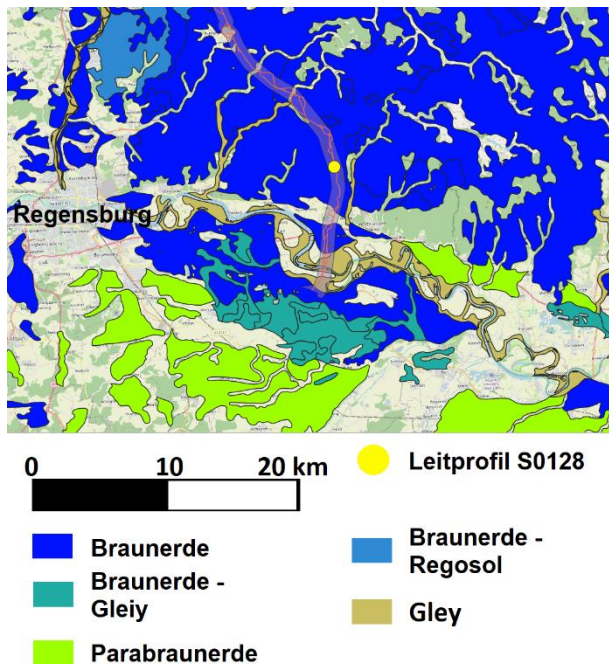 Regensburg
0 10 20 km
Leitprofil S0128
Braunerde
Braunerde -
Gleiy
Parabraunerde
Braunerde -
Regosol
Gley